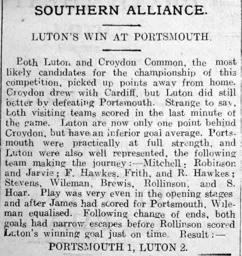 SOUTHERN ALLIANCE.
LUTON'S WIN AT PORTSMOUTH.
Both Luton and Croydon Common, the most
likely candidates for the championship of this
competition, picked up points away from home.
Croydon drew with Cardiff, but Luton did still
better by defeating Portsmouth. Strange to say,
both visiting teams scored in the last minute of
the game. Luton are now only one point behind
Croydon, but have an inferior goal average. Ports-
mouth were practically at full strength, and
Luton were also well represented, the following
team making the journey:—Mitchell; Robinson
and Jarvie; F. Hawkes, Frith, and R. Hawkes;
Stevens, Wileman, Brewis, Rollinson, and S.
Hoar. Play was very even in the opening stages
and after James had scored for Portsmouth, Wile-
man equalised. Following change of ends, both
goals had narrow escapes before Rollinson scored
Luton's winning goal just on time. Result:—
PORTSMOUTH 1, LUTON 2.